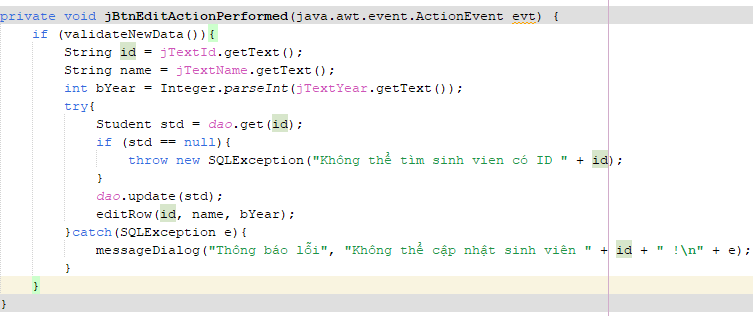 private void jBtnEditActionPerformed(java.awt.event.ActionEvent evt) {
if (validateNewData()){
String id = jTextId.getText();
String name = jTextName.getText();
int bYear = Integer.parseInt(jTextYear.getText());
try{
Student std = dao.get(id);
if (std == null){
throw new SQLException("Không thể tìm sinh vien có ID " + id);
}
dao.update(std);
editRow(id, name, bYear);
}catch(SQLException e){
messageDialog("Thông báo lỗi", "Không thể cập nhật sinh viên " + id + " !\n" + e);
}
}
}